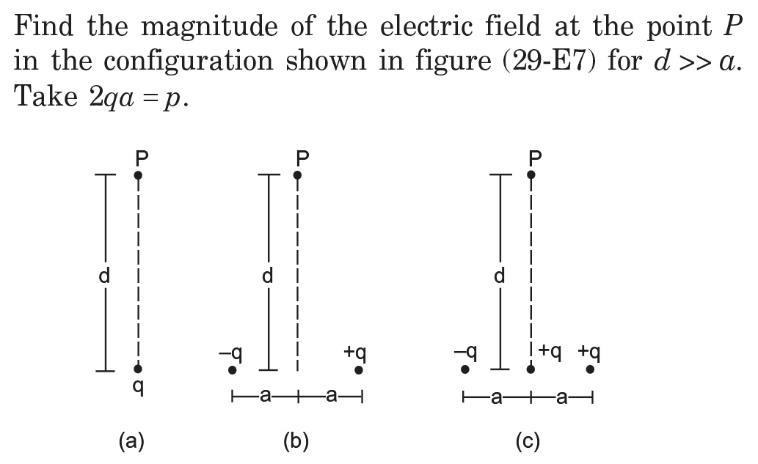 Find the magnitude of the electric field at the point P
in the configuration shown in figure (29-E7) for d >> a.
Take 2qa = p.
P P P
d d d
–q +q –q +q +q
q
a a a a
(a) (b) (c)